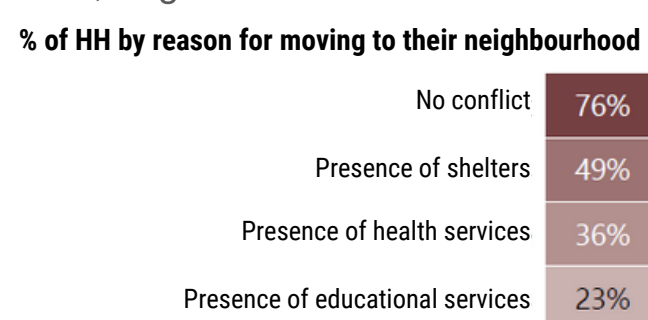 % of HH by reason for moving to their neighbourhood
No conflict 76%
Presence of shelters 49%
Presence of health services 36%
Presence of educational services 23%